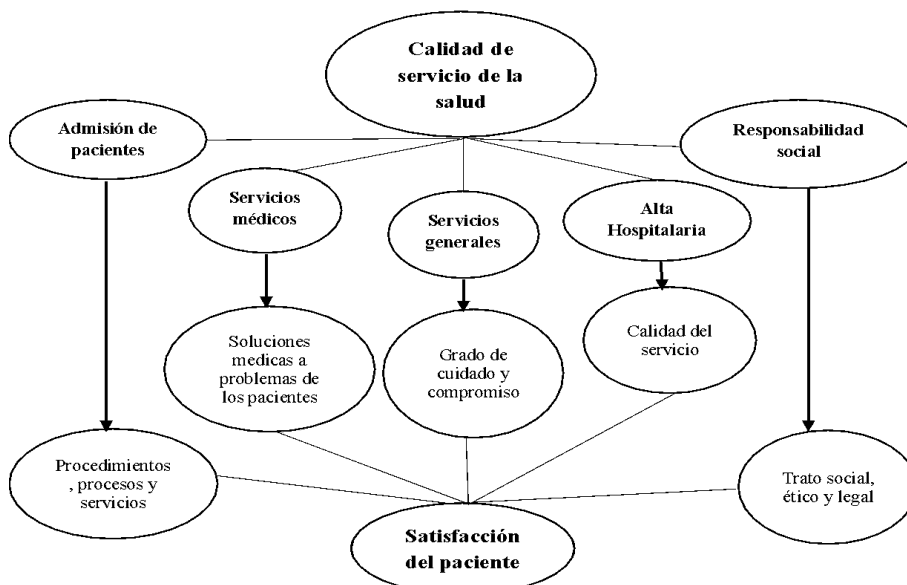 Calidad de
servicio de la
salud
Admisión de
pacientes
Responsabilidad
social
Servicios
médicos
Servicios
generales
Alta
Hospitalaria
Soluciones
medicas a
problemas de
los pacientes
Grado de
cuidado y
compromiso
Calidad del
servicio
Procedimientos
, procesos y
servicios
Trato social,
ético y legal
Satisfacción
del paciente